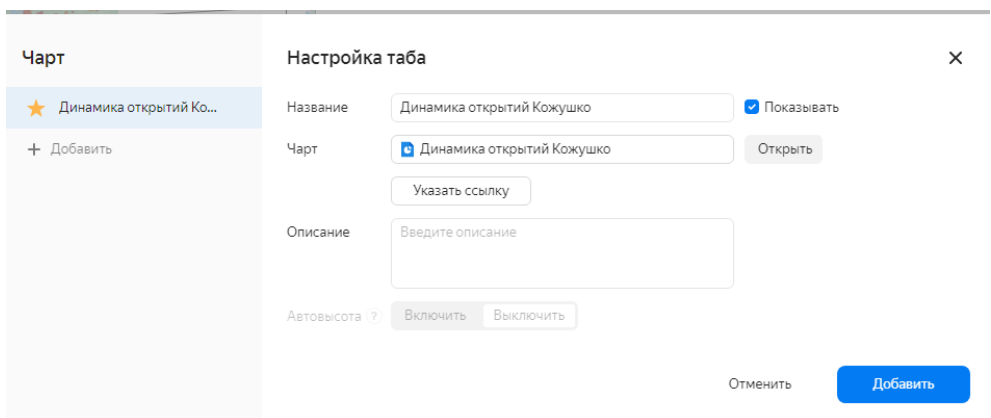 Чарт
Настройка таба
Динамика открытий Ко...
Название
Динамика открытий Кожушко
Показывать
+ Добавить
Чарт
Динамика открытий Кожушко
Открыть
Указать ссылку
Описание
Введите описание
Автовысота ?
Включить
Выключить
Отменить
Добавить